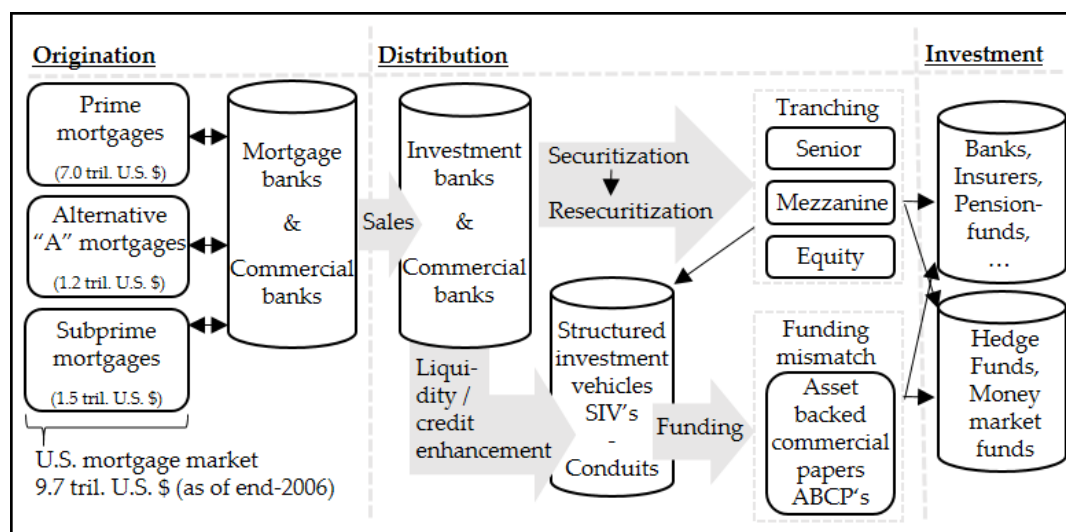 Origination
Prime
mortgages
(7.0 tril. U.S. $)
Alternative
“A” mortgages
(1.2 tril. U.S. $)
Subprime
mortgages
(1.5 tril. U.S. $)
U.S. mortgage market
9.7 tril. U.S. $ (as of end-2006)
Mortgage
banks
&
Commercial
banks
Sales
Distribution
Investment
banks
&
Commercial
banks
Securitization
Resecuritization
Liqui-
dity /
credit
enhancement
Structured
investment
vehicles
SIV's
-
Conduits
Funding
Tranching
Senior
Mezzanine
Equity
Funding
mismatch
Asset
backed
commercial
papers
ABCP‘s
Investment
Banks,
Insurers,
Pension-
funds,
…
Hedge
Funds,
Money
market
funds